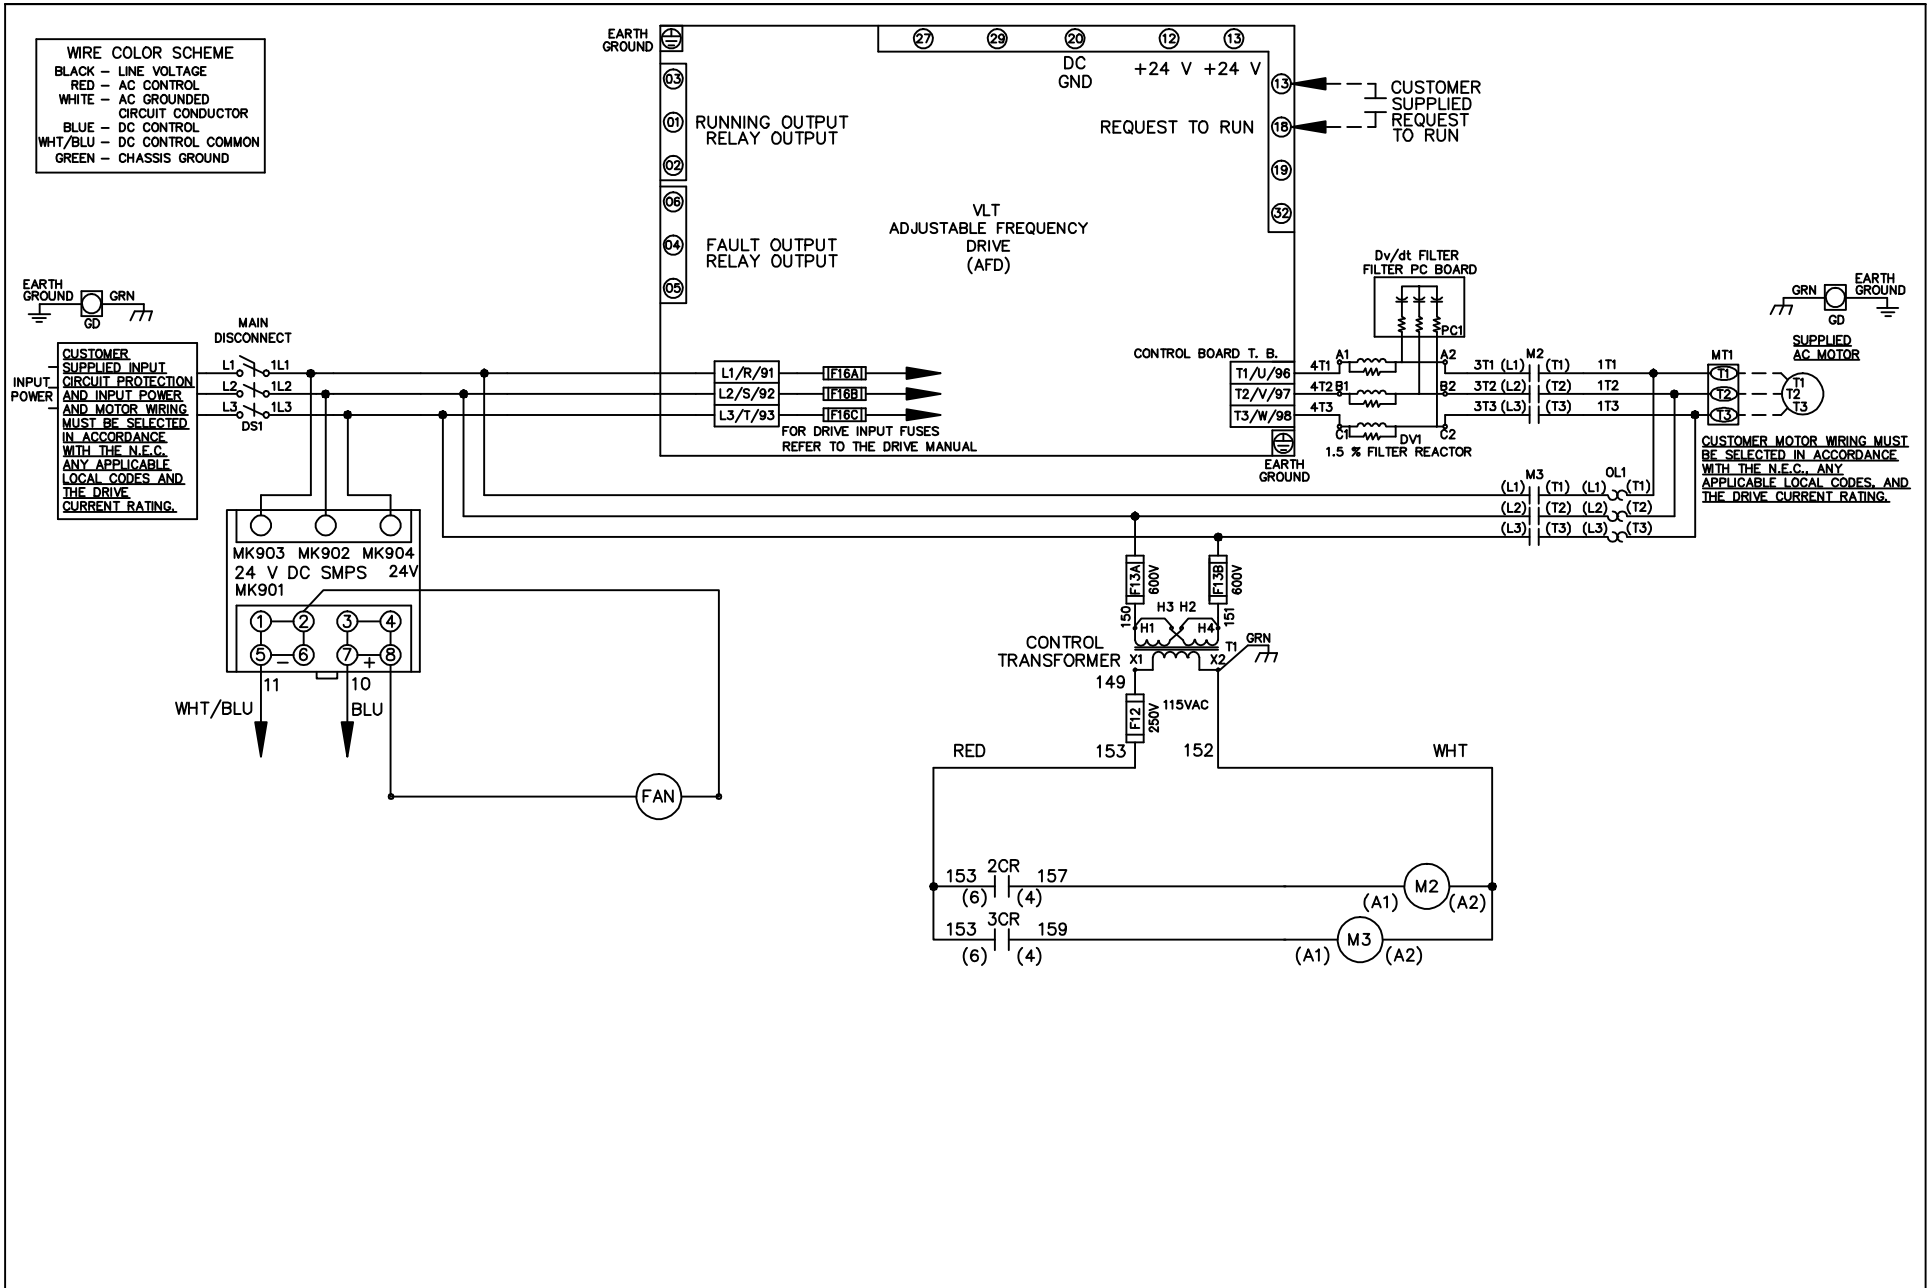 WIRE COLOR SCHEME
BLACK – LINE VOLTAGE
RED – AC CONTROL
WHITE – AC GROUNDED
CIRCUIT CONDUCTOR
BLUE – DC CONTROL
WHT/BLU – DC CONTROL COMMON
GREEN – CHASSIS GROUND
EARTH
GROUND
03
01
02
RUNNING OUTPUT
RELAY OUTPUT
06
04
05
FAULT OUTPUT
RELAY OUTPUT
27
29
20
12
13
DC
GND
+24 V
+24 V
13
REQUEST TO RUN
18
19
32
CUSTOMER
SUPPLIED
REQUEST
TO RUN
VLT
ADJUSTABLE FREQUENCY
DRIVE
(AFD)
Dv/dt FILTER
FILTER PC BOARD
PC1
EARTH
GROUND
GRN
GD
INPUT
POWER
CUSTOMER
SUPPLIED INPUT
CIRCUIT PROTECTION
AND INPUT POWER
AND MOTOR WIRING
MUST BE SELECTED
IN ACCORDANCE
WITH THE N.E.C.
ANY APPLICABLE
LOCAL CODES AND
THE DRIVE
CURRENT RATING.
MAIN
DISCONNECT
L1 1L1
L2 1L2
L3 1L3
DS1
L1/R/91 F16A
L2/S/92 F16B
L3/T/93 F16C
FOR DRIVE INPUT FUSES
REFER TO THE DRIVE MANUAL
CONTROL BOARD T. B.
T1/U/96 4T1 A1 A2 3T1 (L1) M2 (T1) 1T1
T2/V/97 4T2 B1 B2 3T2 (L2) (T2) 1T2
T3/W/98 4T3 C1 C2 3T3 (L3) (T3) 1T3
DV1
1.5 % FILTER REACTOR
EARTH
GROUND
MT1
T1
T2
T3
GRN
EARTH
GROUND
GD
SUPPLIED
AC MOTOR
T1
T2
T3
CUSTOMER MOTOR WIRING MUST
BE SELECTED IN ACCORDANCE
WITH THE N.E.C., ANY
APPLICABLE LOCAL CODES, AND
THE DRIVE CURRENT RATING.
M3 OL1
(L1) (T1) (L1) (T1)
(L2) (T2) (L2) (T2)
(L3) (T3) (L3) (T3)
MK903 MK902 MK904
24 V DC SMPS 24V
MK901
1 2 3 4
5 – 6 7 + 8
11
10
WHT/BLU
BLU
FAN
F13A
600V
F13B
600V
150
151
H3 H2
H1
H4
CONTROL
TRANSFORMER
X1
X2
T1
GRN
149
F12
250V
115VAC
RED
153
152
WHT
153 2CR 157
(6) (4)
M2
(A1) (A2)
153 3CR 159
(6) (4)
M3
(A1) (A2)